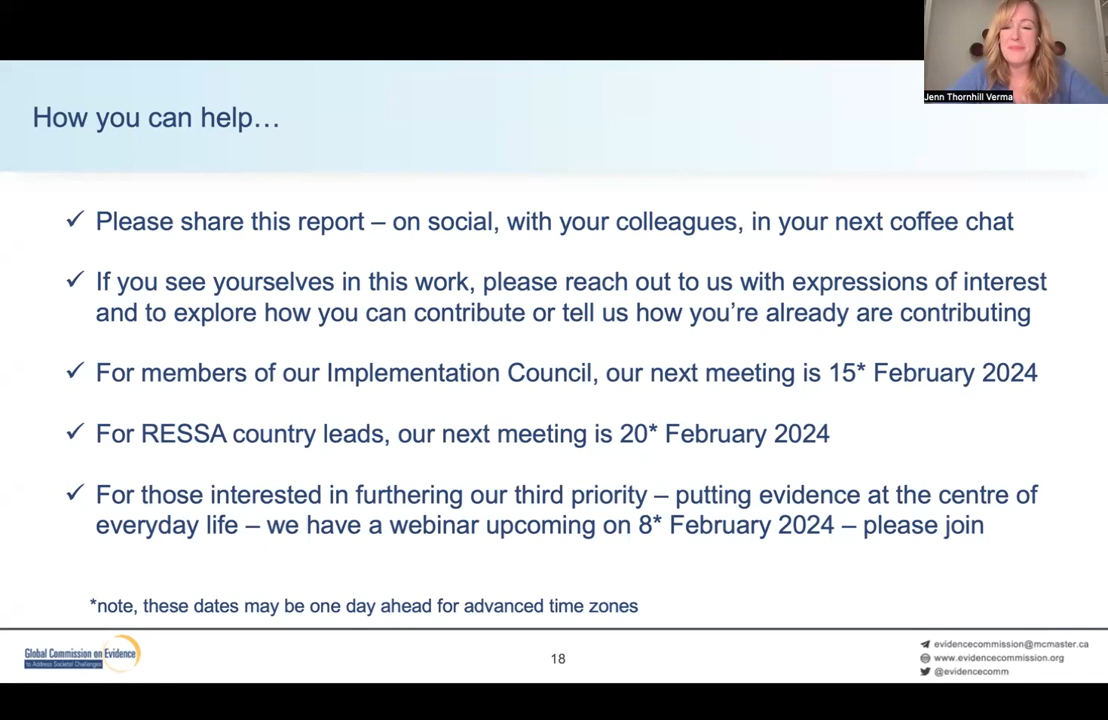 Jenn Thornhill Verma
How you can help…
✓ Please share this report – on social, with your colleagues, in your next coffee chat
✓ If you see yourselves in this work, please reach out to us with expressions of interest
and to explore how you can contribute or tell us how you’re already are contributing
✓ For members of our Implementation Council, our next meeting is 15* February 2024
✓ For RESSA country leads, our next meeting is 20* February 2024
✓ For those interested in furthering our third priority – putting evidence at the centre of
everyday life – we have a webinar upcoming on 8* February 2024 – please join
*note, these dates may be one day ahead for advanced time zones
Global Commission on Evidence
to Address Societal Challenges
18
evidencecommission@mcmaster.ca
www.evidencecommission.org
@evidencecomm